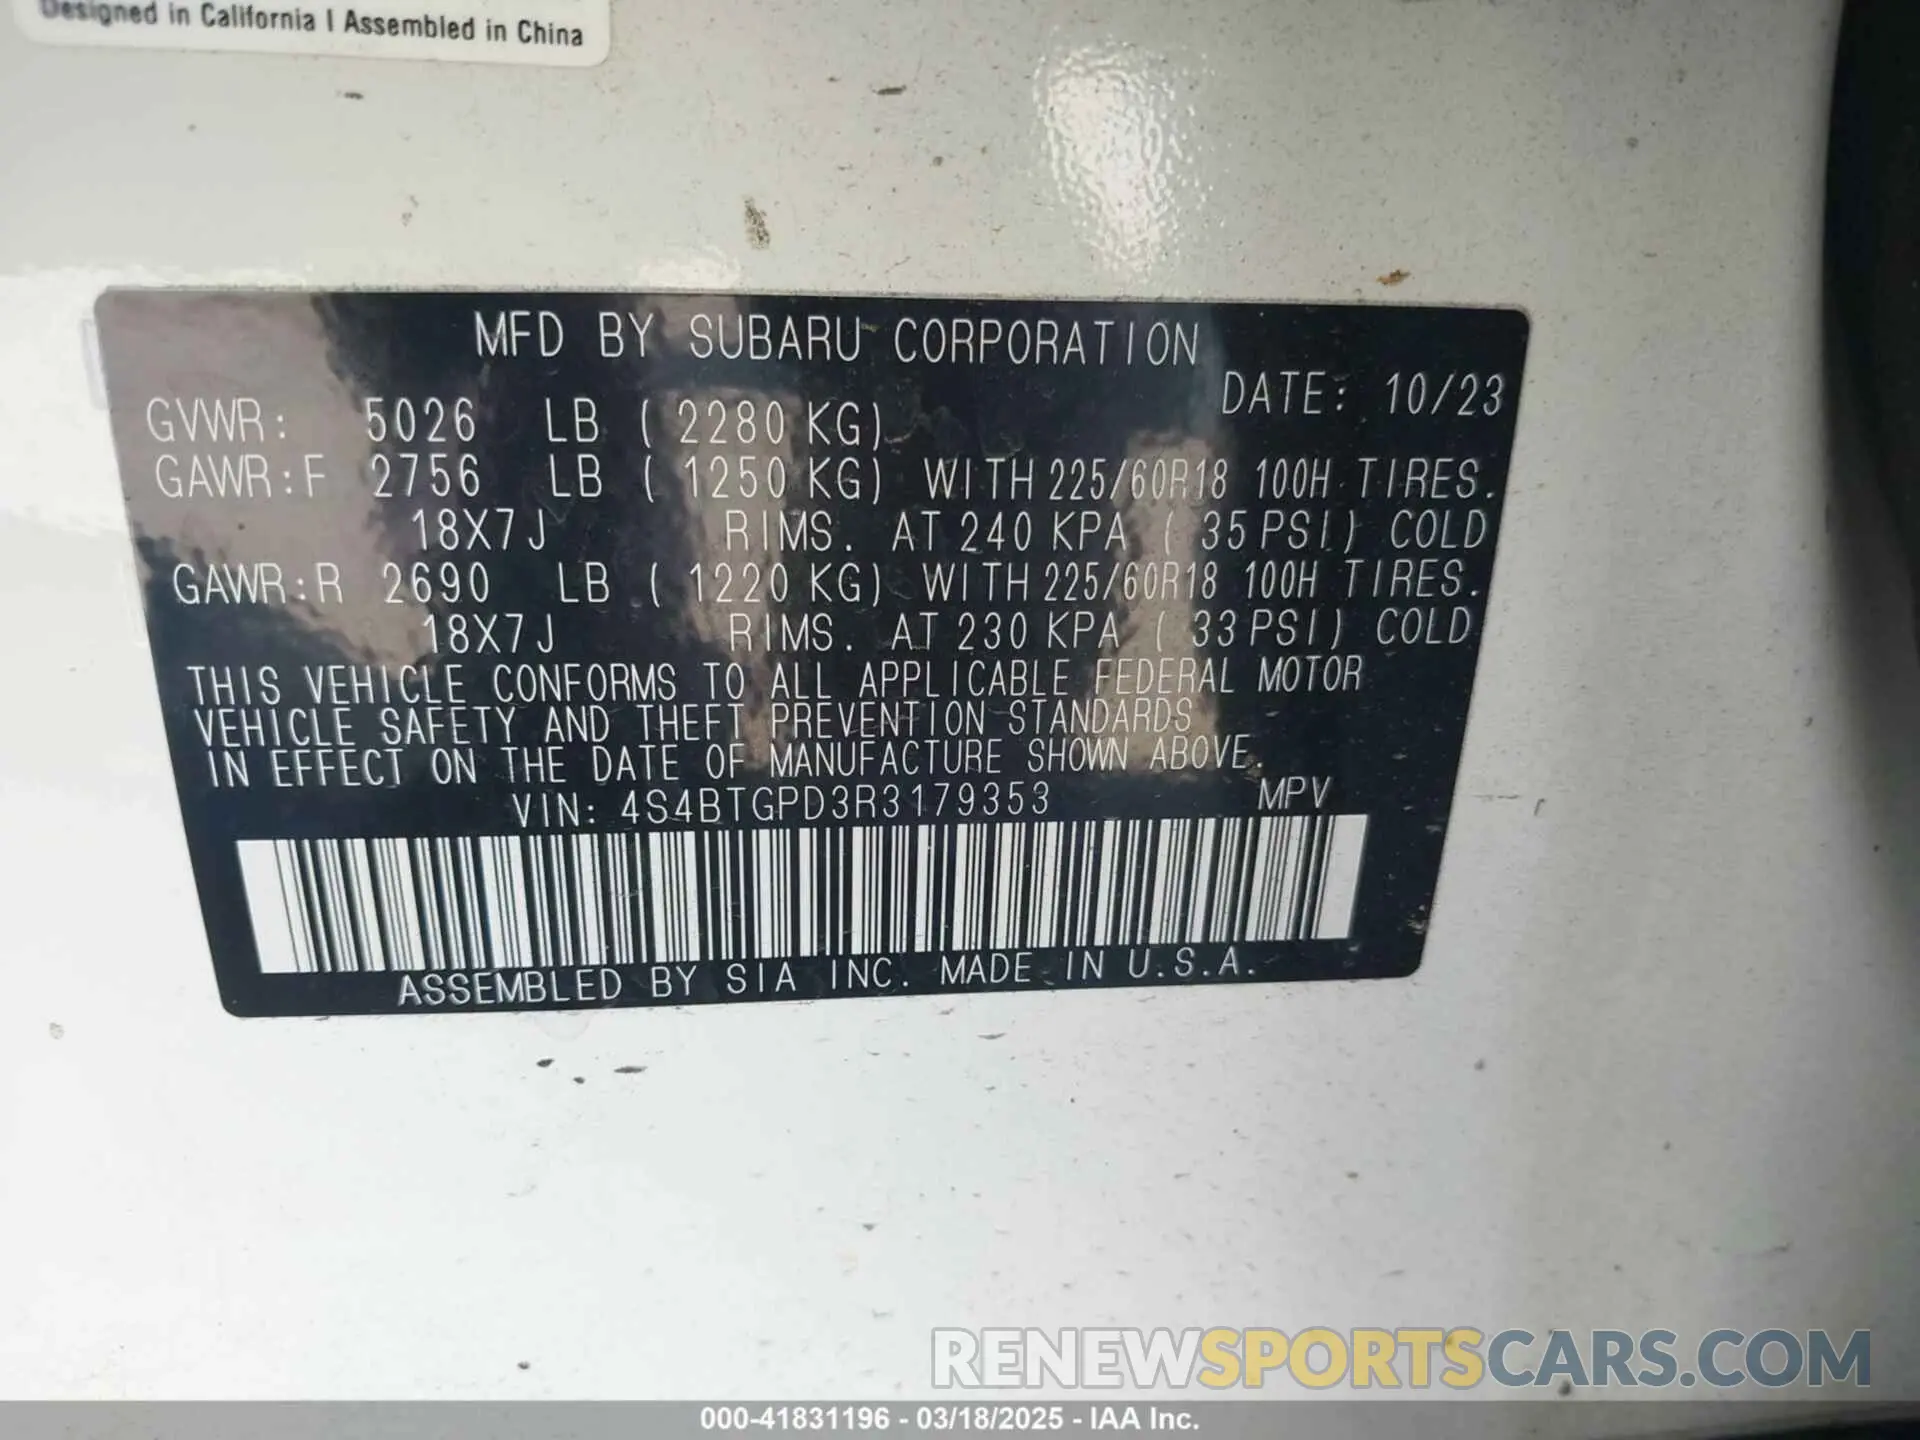 Designed in California | Assembled in China
MFD BY SUBARU CORPORATION
DATE: 10/23
GVWR: 5026 LB ( 2280 KG)
GAWR:F 2756 LB ( 1250 KG) WITH 225/60R18 100H TIRES.
18X7J RIMS. AT 240 KPA ( 35 PSI) COLD
GAWR:R 2690 LB ( 1220 KG) WITH 225/60R18 100H TIRES.
18X7J RIMS. AT 230 KPA ( 33 PSI) COLD
THIS VEHICLE CONFORMS TO ALL APPLICABLE FEDERAL MOTOR
VEHICLE SAFETY AND THEFT PREVENTION STANDARDS
IN EFFECT ON THE DATE OF MANUFACTURE SHOWN ABOVE.
VIN: 4S4BTGPD3R3179353 MPV
ASSEMBLED BY SIA INC. MADE IN U.S.A.
RENEWSPORTSCARS.COM
000-41831196 - 03/18/2025 - IAA Inc.